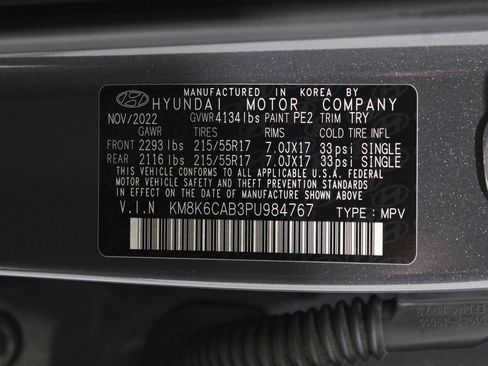 MANUFACTURED IN KOREA BY
HYUNDAI MOTOR COMPANY
NOV/2022 GVWR 4134lbs PAINT PE2 TRIM TRY
GAWR TIRES RIMS COLD TIRE INFL
FRONT 2293 lbs 215/55R17 7.0JX17 33psi SINGLE
REAR 2116 lbs 215/55R17 7.0JX17 33psi SINGLE
THIS VEHICLE CONFORMS TO ALL APPLICABLE U.S.A. FEDERAL
MOTOR VEHICLE SAFETY, BUMPER, AND THEFT PREVENTION STANDARDS
IN EFFECT ON THE DATE OF MANUFACTURE SHOWN ABOVE
V.I.N KM8K6CAB3PU984767 TYPE : MPV